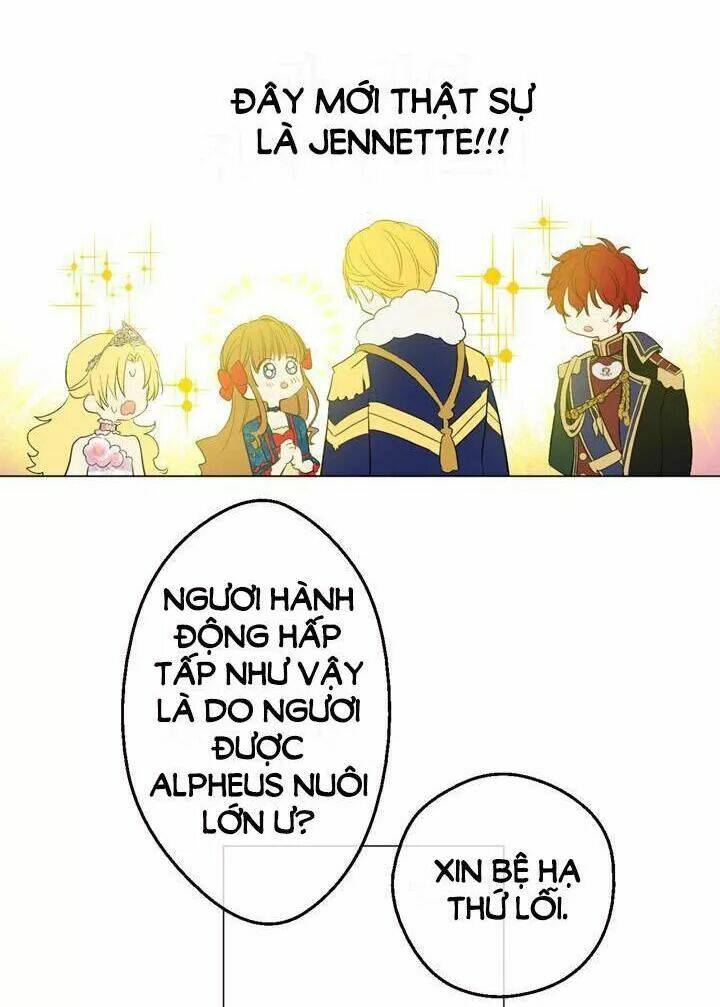 ĐÂY MỚI THẬT SỰ
LÀ JENNETTE!!!
NGƯƠI HÀNH
ĐỘNG HẤP
TẤP NHƯ VẬY
LÀ DO NGƯƠI
ĐƯỢC
ALPHEUS NUÔI
LỚN Ư?
XIN BỆ HẠ
THỨ LỖI.